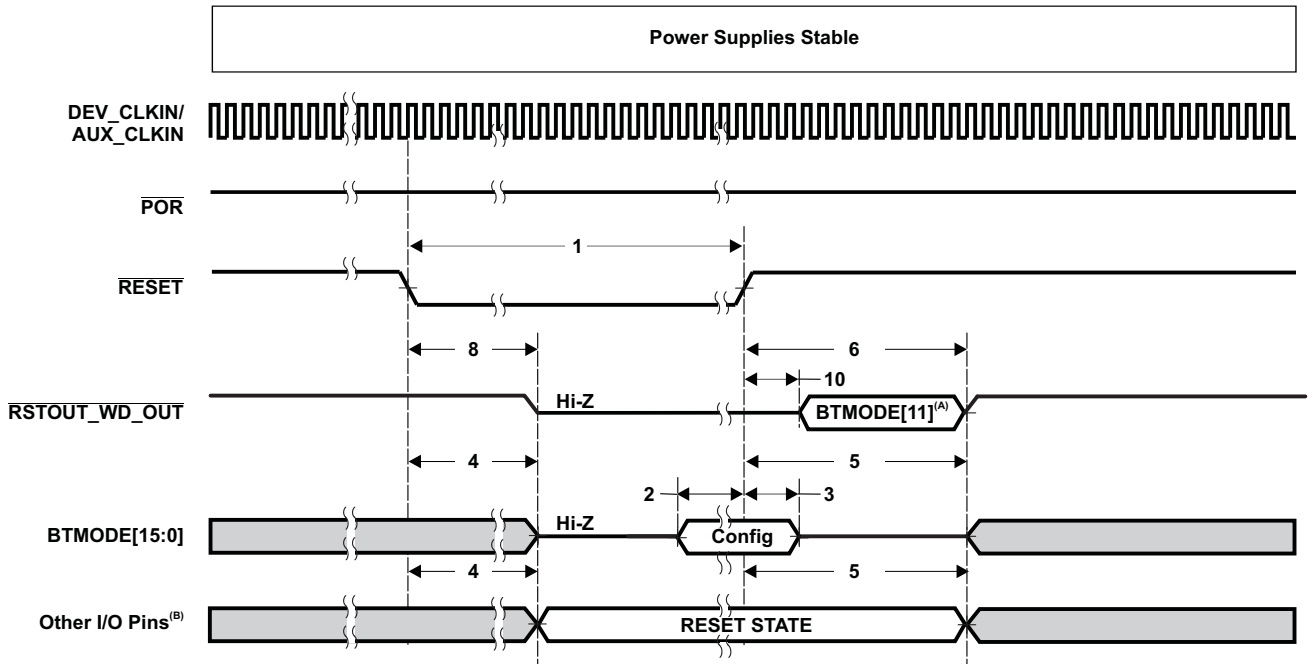 Power Supplies Stable
DEV_CLKIN/
AUX_CLKIN
POR
1
RESET
8
6
10
RSTOUT_WD_OUT
Hi-Z
BTMODE[11](A)
4
5
2
3
BTMODE[15:0]
Hi-Z
Config
4
5
Other I/O Pins(B)
RESET STATE